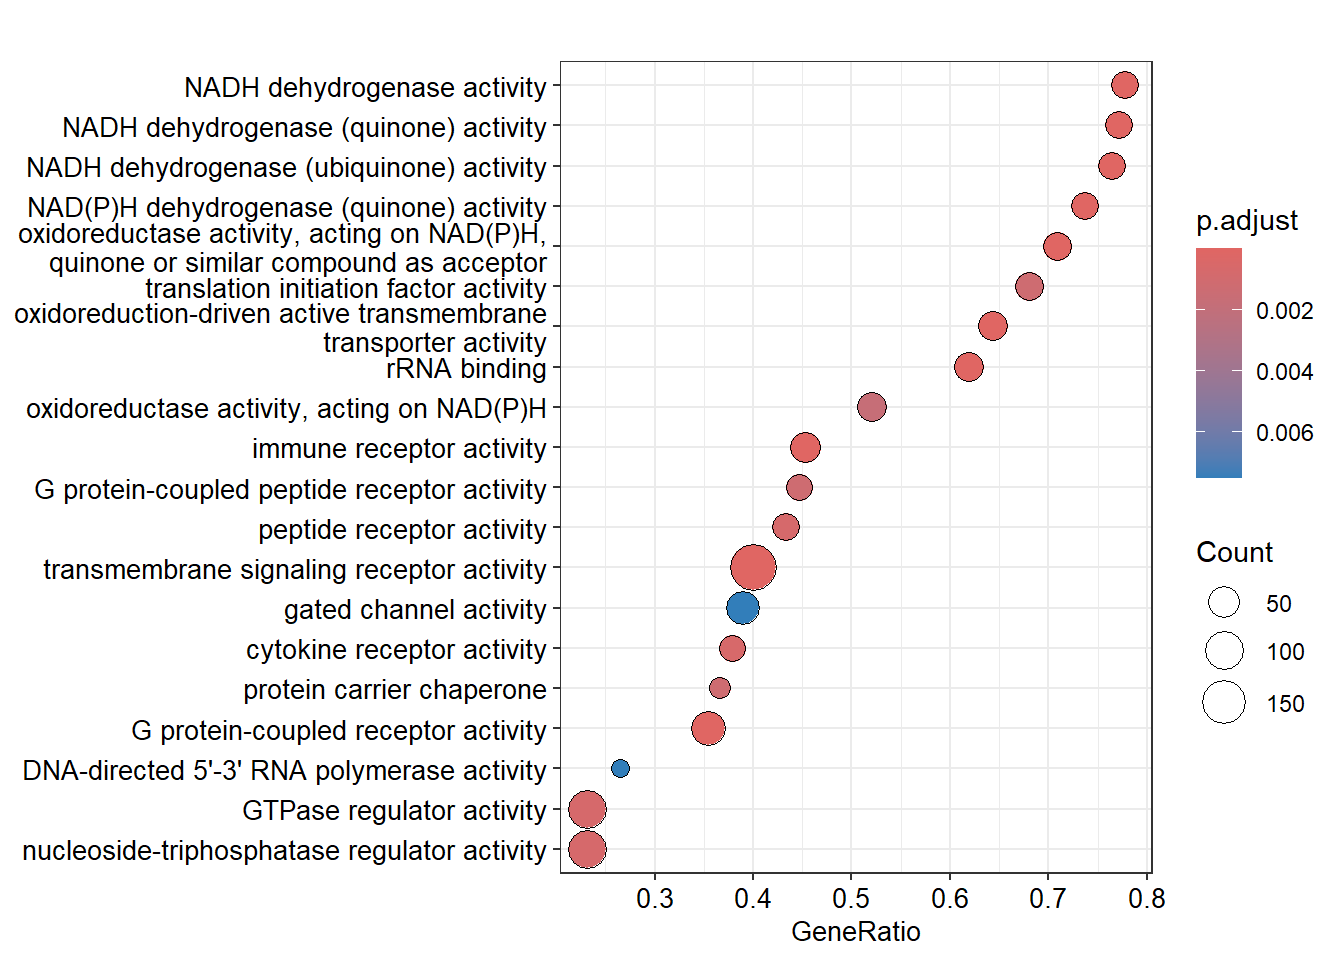 NADH dehydrogenase activity
NADH dehydrogenase (quinone) activity
NADH dehydrogenase (ubiquinone) activity
NAD(P)H dehydrogenase (quinone) activity
oxidoreductase activity, acting on NAD(P)H,
quinone or similar compound as acceptor
translation initiation factor activity
oxidoreduction-driven active transmembrane
transporter activity
rRNA binding
oxidoreductase activity, acting on NAD(P)H
immune receptor activity
G protein-coupled peptide receptor activity
peptide receptor activity
transmembrane signaling receptor activity
gated channel activity
cytokine receptor activity
protein carrier chaperone
G protein-coupled receptor activity
DNA-directed 5'-3' RNA polymerase activity
GTPase regulator activity
nucleoside-triphosphatase regulator activity
0.3 0.4 0.5 0.6 0.7 0.8
GeneRatio
p.adjust
0.002
0.004
0.006
Count
50
100
150